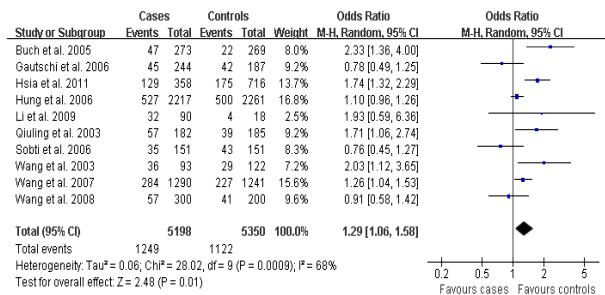 Cases Controls Odds Ratio Odds Ratio
Study or Subgroup Events Total Events Total Weight M-H, Random, 95% CI M-H, Random, 95% CI
Buch et al. 2005 47 273 22 269 8.0% 2.33 [1.36, 4.00]
Gautschi et al. 2006 45 244 42 187 9.2% 0.78 [0.49, 1.25]
Hsia et al. 2011 129 358 175 716 14.3% 1.74 [1.32, 2.29]
Hung et al. 2006 527 2217 500 2261 18.2% 1.10 [0.96, 1.26]
Li et al. 2009 32 90 4 18 2.4% 1.93 [0.59, 6.36]
Qiuling et al. 2003 57 182 39 185 9.1% 1.71 [1.06, 2.74]
Sobti et al. 2006 35 151 43 151 8.4% 0.76 [0.45, 1.27]
Wang et al. 2003 36 93 29 122 7.3% 2.03 [1.12, 3.65]
Wang et al. 2007 284 1290 227 1241 15.6% 1.26 [1.04, 1.53]
Wang et al. 2008 57 300 41 200 9.6% 0.91 [0.58, 1.42]
Total (95% CI) 5198 5350 100.0% 1.29 [1.06, 1.58]
Total events 1249 1122
Heterogeneity: Tau² = 0.06; Chi² = 28.02, df = 9 (P = 0.0009); I² = 68%
Test for overall effect: Z = 2.48 (P = 0.01)
0.2 0.5 1 2 5
Favours cases Favours controls